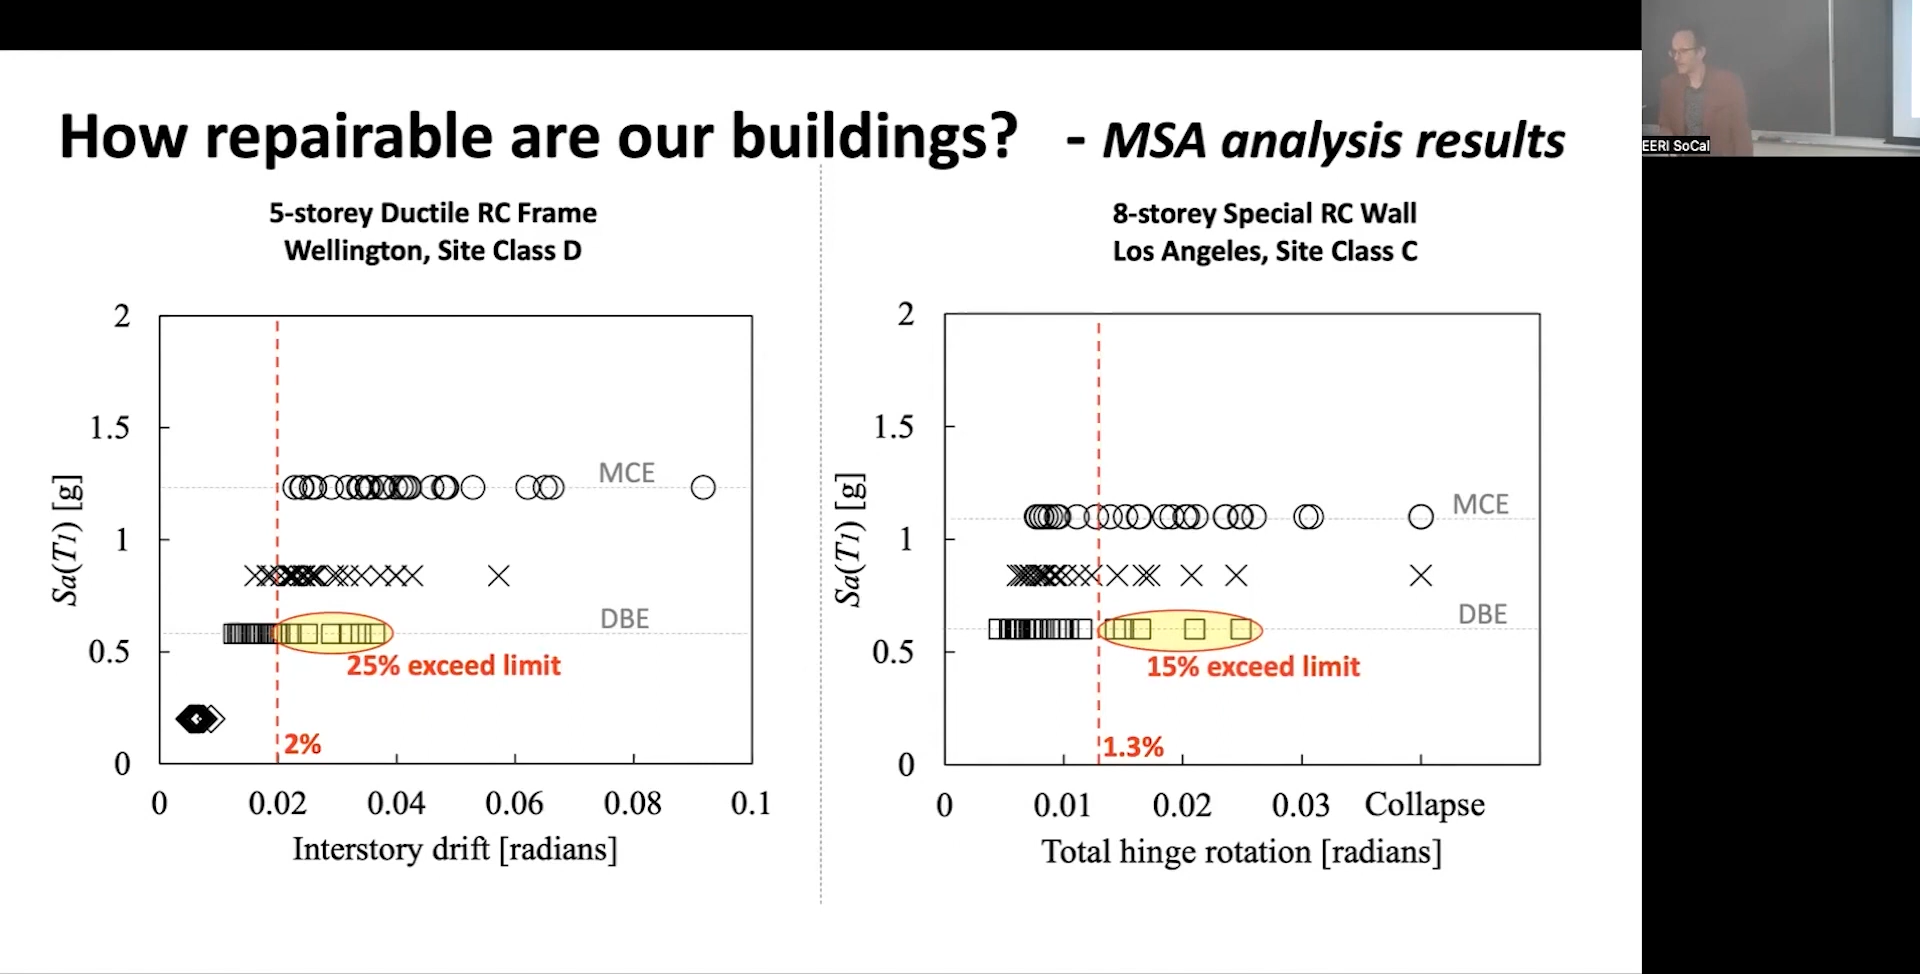 How repairable are our buildings? - MSA analysis results
5-storey Ductile RC Frame
Wellington, Site Class D
2
1.5
1
0.5
0
Sa(T1) [g]
MCE
DBE
25% exceed limit
2%
0 0.02 0.04 0.06 0.08 0.1
Interstory drift [radians]
8-storey Special RC Wall
Los Angeles, Site Class C
2
1.5
1
0.5
0
Sa(T1) [g]
MCE
DBE
15% exceed limit
1.3%
0 0.01 0.02 0.03 Collapse
Total hinge rotation [radians]
EERI SoCal